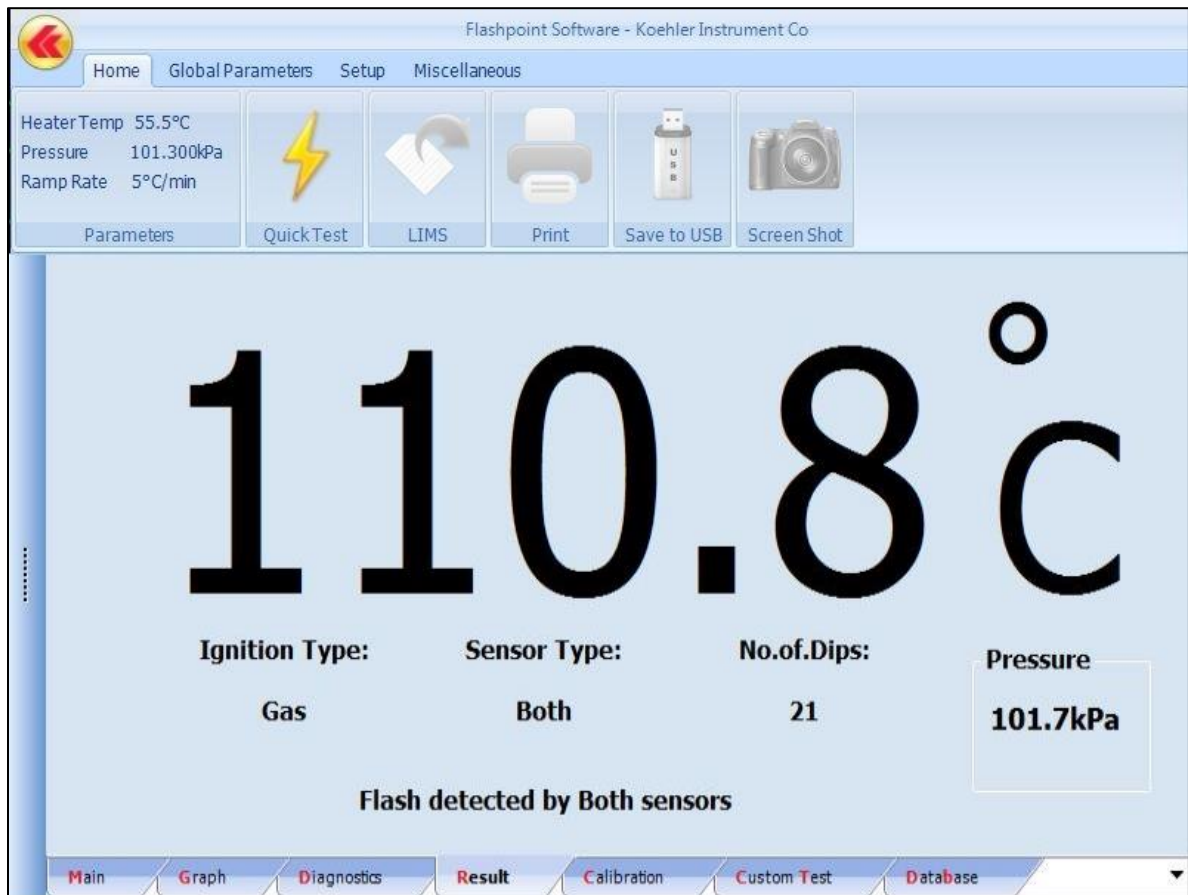 Flashpoint Software - Koehler Instrument Co
Home Global Parameters Setup Miscellaneous
Heater Temp 55.5°C
Pressure 101.300kPa
Ramp Rate 5°C/min
USB
Parameters Quick Test LIMS Print Save to USB Screen Shot
110.8°C
Ignition Type: Sensor Type: No.of.Dips: Pressure
Gas Both 21 101.7kPa
Flash detected by Both sensors
Main Graph Diagnostics Result Calibration Custom Test Database